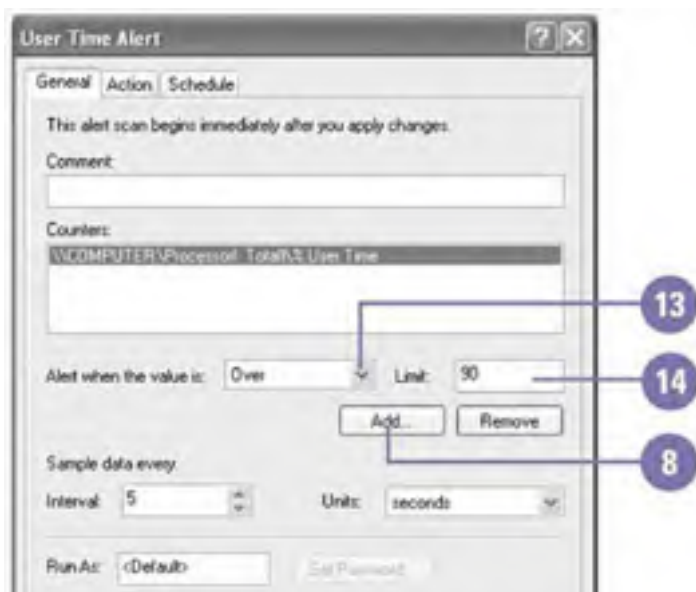 User Time Alert
General Action Schedule
This alert scan begins immediately after you apply changes.
Comment:
Counters:
\\COMPUTER\Processor(_Total)\% User Time
13
Alert when the value is: Over Limit: 90
14
Add... Remove
8
Sample data every:
Interval: 5 Units: seconds
Run As: <Default> Set Password...